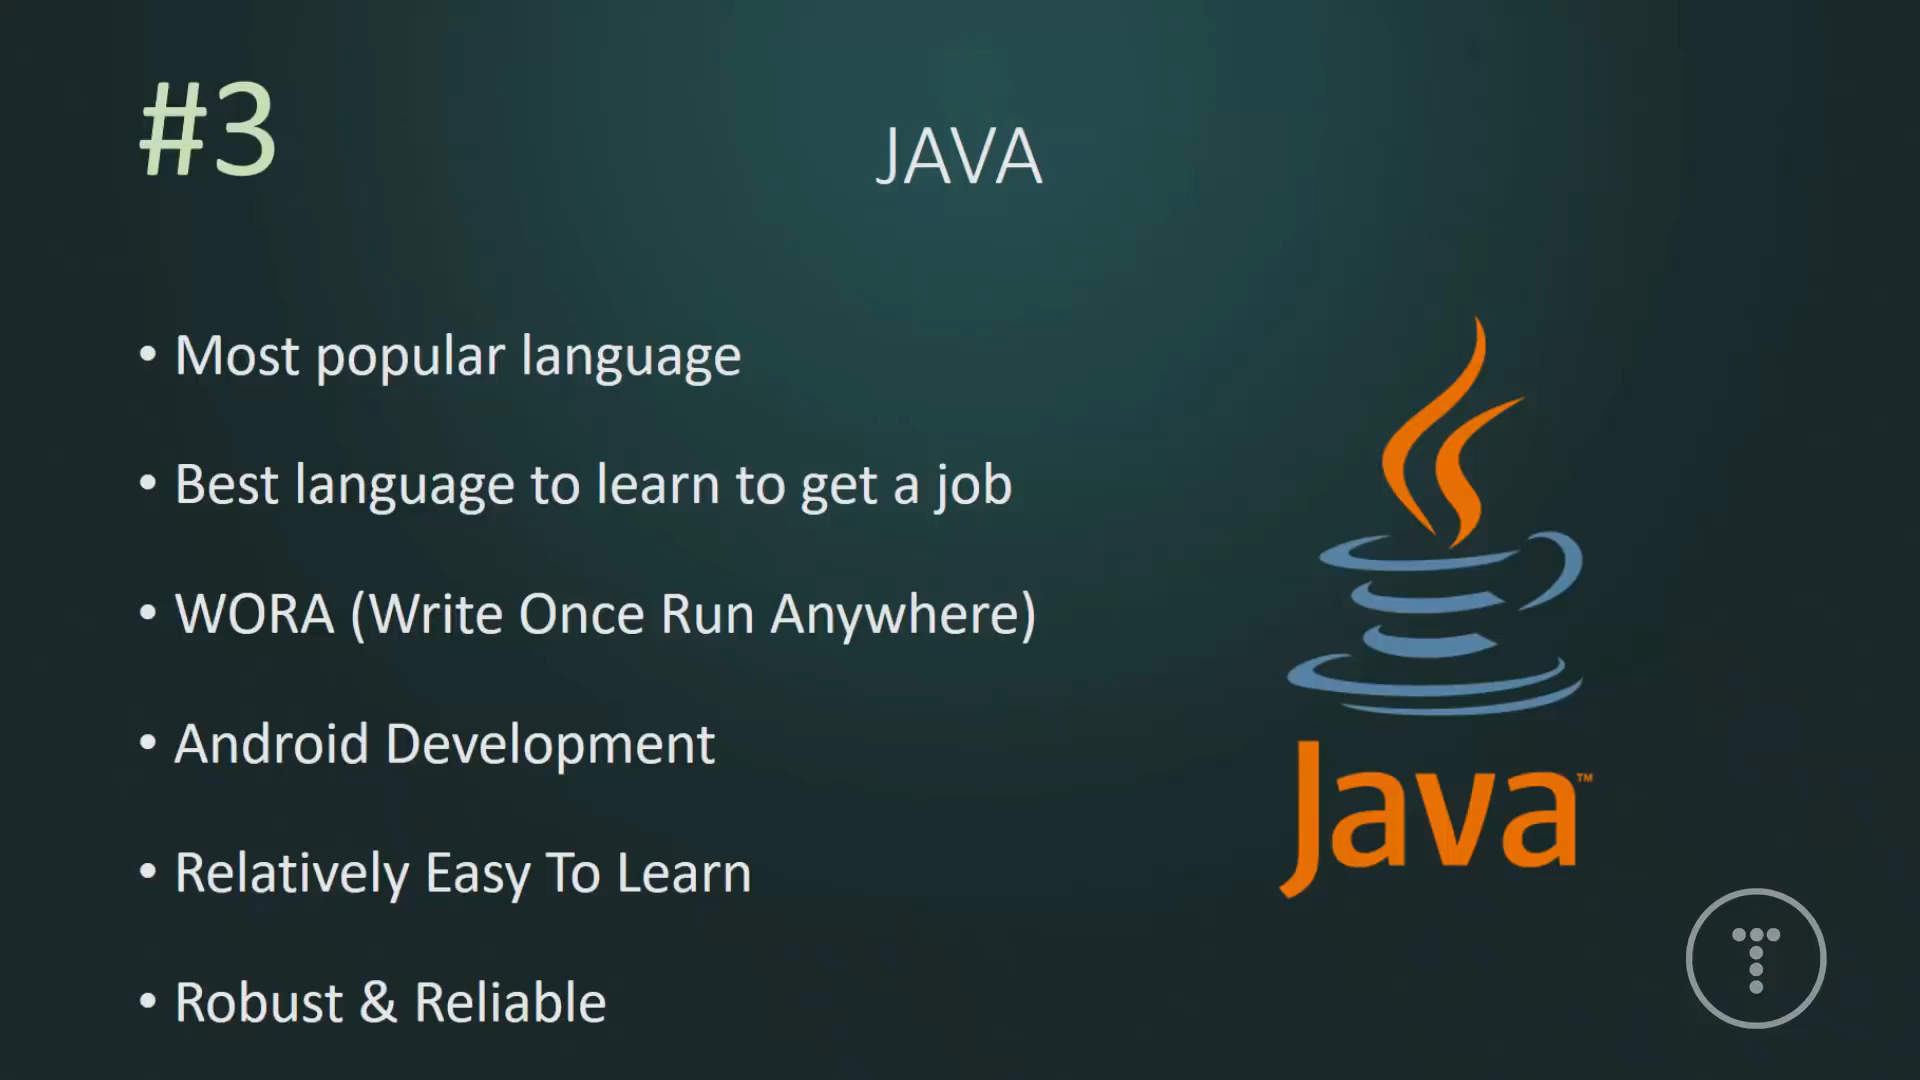 #3
JAVA
• Most popular language
• Best language to learn to get a job
• WORA (Write Once Run Anywhere)
• Android Development
• Relatively Easy To Learn
• Robust & Reliable
Java™
T